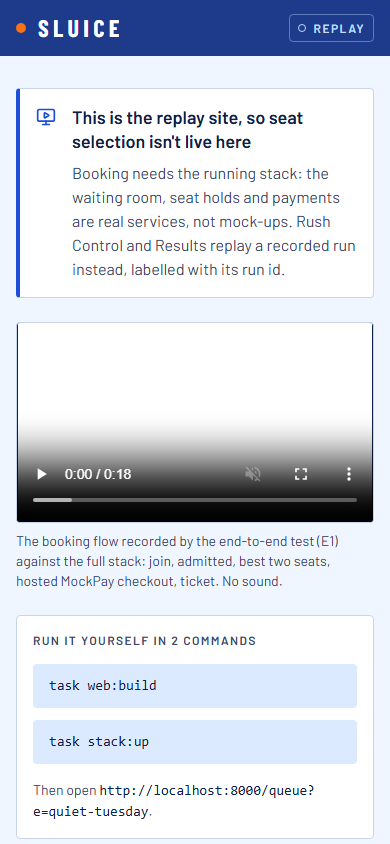 SLUICE
REPLAY
This is the replay site, so seat
selection isn't live here
Booking needs the running stack: the
waiting room, seat holds and payments
are real services, not mock-ups. Rush
Control and Results replay a recorded run
instead, labelled with its run id.
0:00 / 0:18
The booking flow recorded by the end-to-end test (E1)
against the full stack: join, admitted, best two seats,
hosted MockPay checkout, ticket. No sound.
RUN IT YOURSELF IN 2 COMMANDS
task web:build
task stack:up
Then open http://localhost:8000/queue?
e=quiet-tuesday.